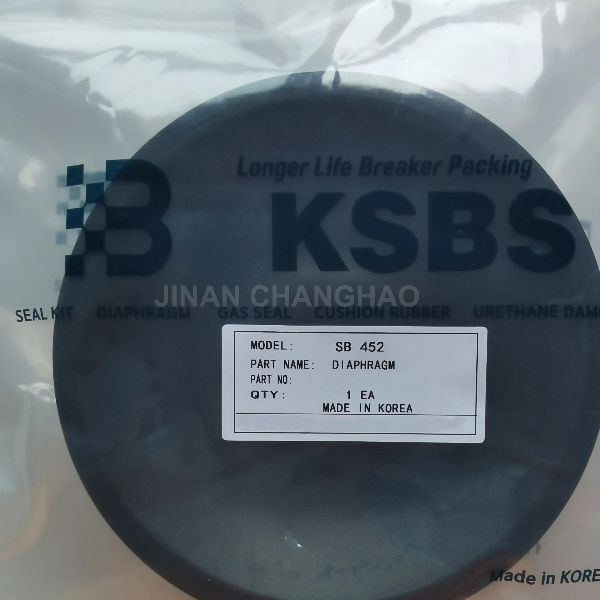 Longer Life Breaker Packing
B KSBS
JINAN CHANGHAO
SEAL KIT DIAPHRAGM GAS SEAL CUSHION RUBBER URETHANE DAM
MODEL: SB 452
PART NAME: DIAPHRAGM
PART NO:
QTY: 1 EA
MADE IN KOREA
Made in KORE